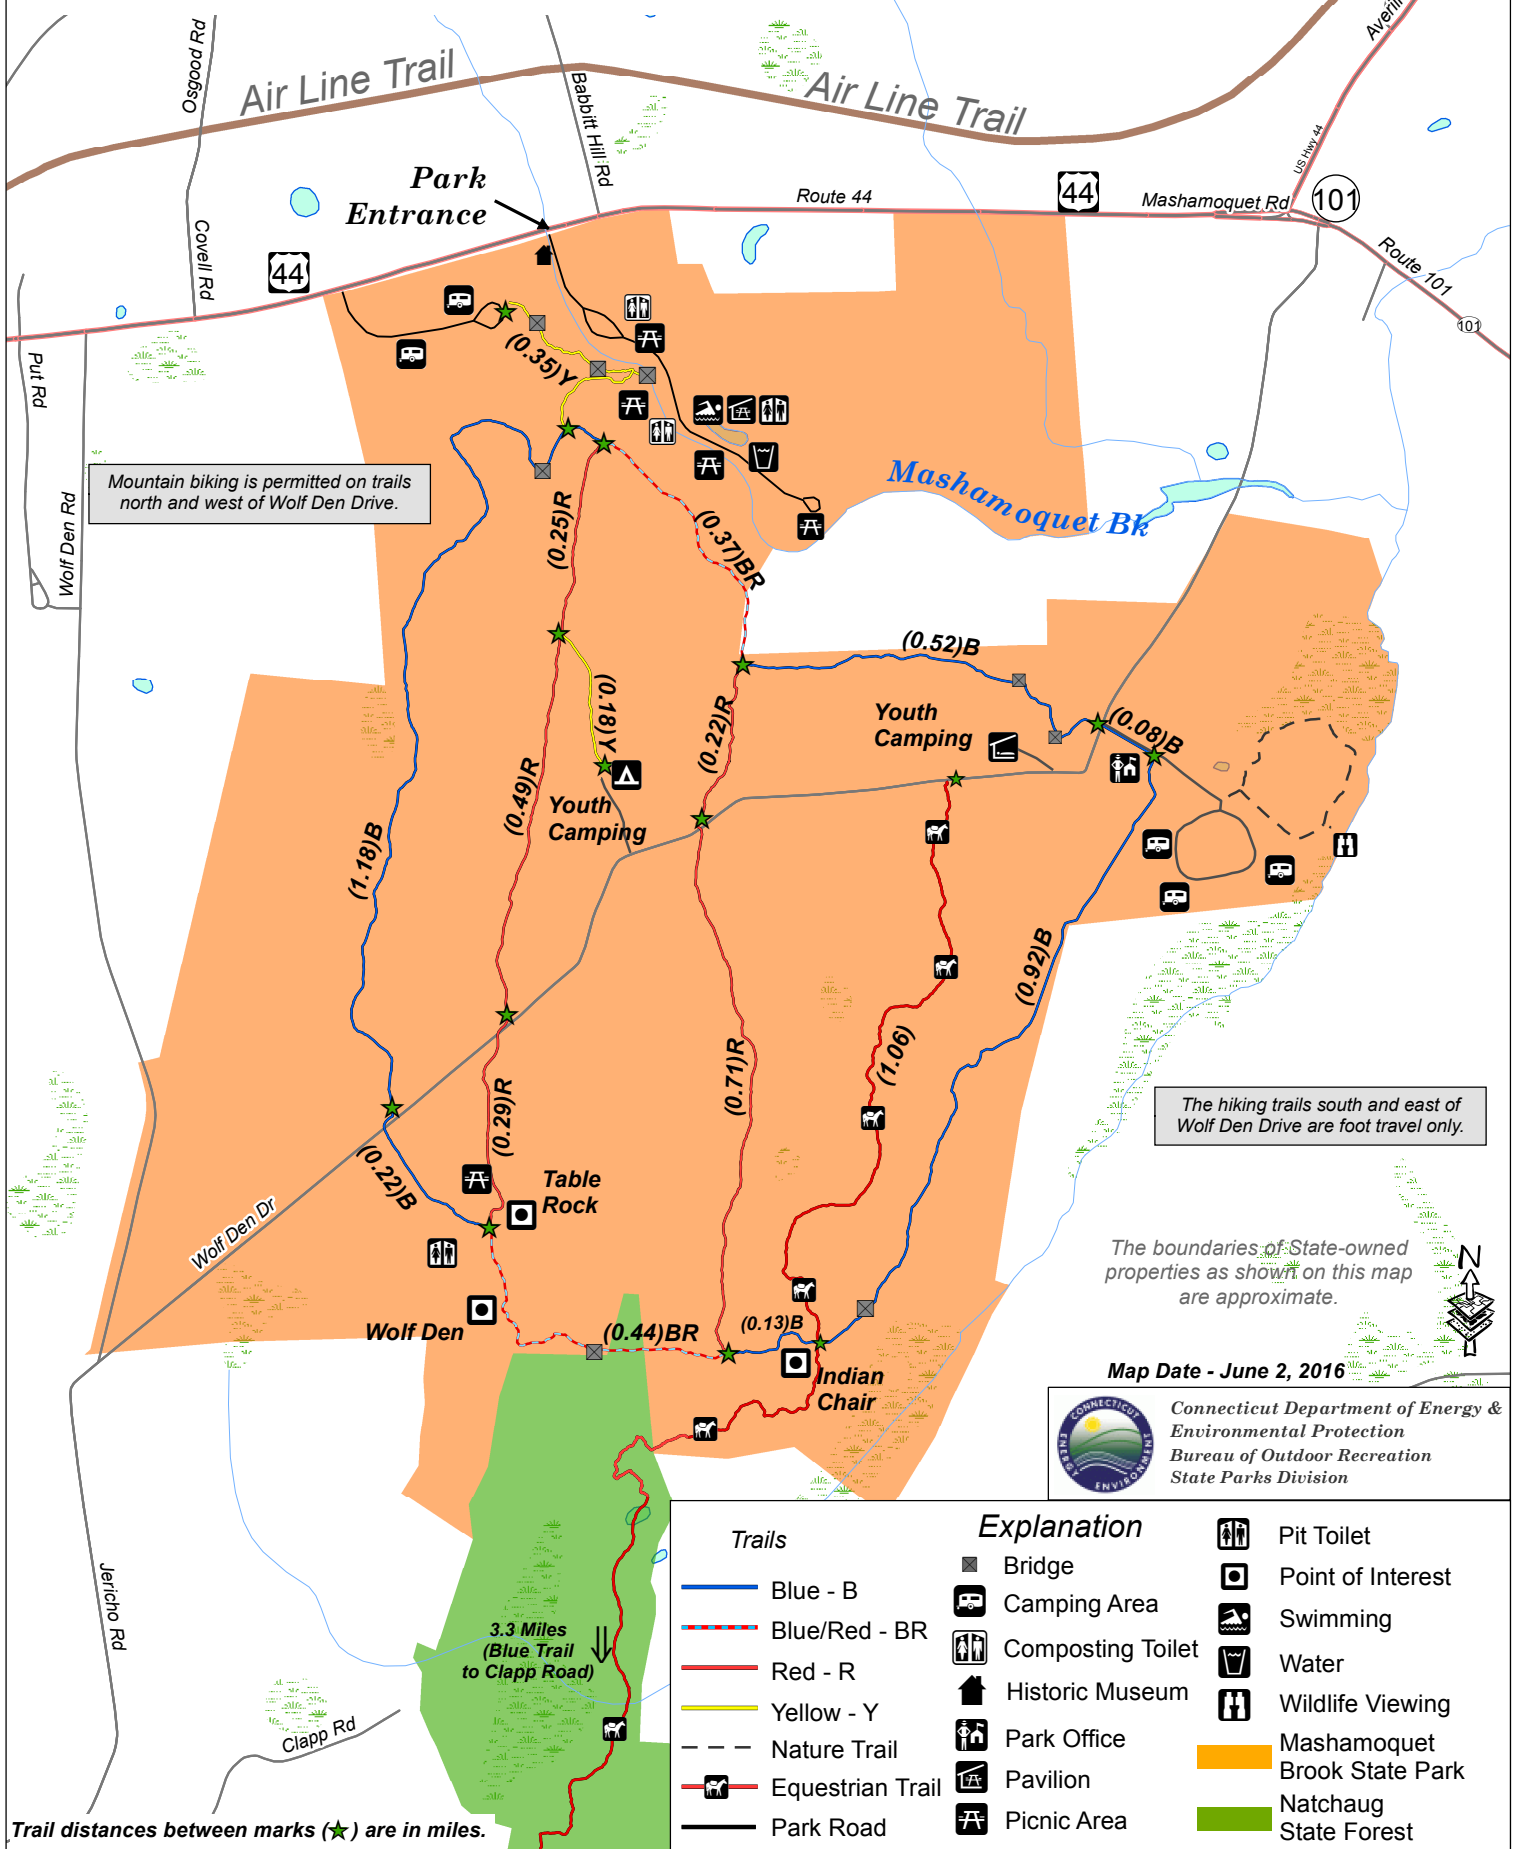 Osgood Rd
Air Line Trail
Babbitt Hill Rd
Air Line Trail
US Hwy 44
Park
Entrance
Route 44
44
Mashamoquet Rd
101
Covell Rd
44
Route 101
101
Put Rd
(0.35)Y
Mountain biking is permitted on trails
north and west of Wolf Den Drive.
Wolf Den Rd
(0.25)R
(0.37)BR
Mashamoquet Bk
(0.52)B
(0.18)Y
(0.22)R
Youth
Camping
(0.08)B
(0.49)R
Youth
Camping
(1.18)B
(0.92)B
(1.06)
(0.71)R
(0.29)R
The hiking trails south and east of
Wolf Den Drive are foot travel only.
(0.22)B
Table
Rock
Wolf Den Dr
The boundaries of State-owned
properties as shown on this map
are approximate.
N
Wolf Den
(0.44)BR
(0.13)B
Indian
Chair
Map Date - June 2, 2016
CONNECTICUT
ENERGY
ENVIRONMENT
Connecticut Department of Energy &
Environmental Protection
Bureau of Outdoor Recreation
State Parks Division
Jericho Rd
3.3 Miles
(Blue Trail
to Clapp Road)
Clapp Rd
Trail distances between marks ( ) are in miles.
Explanation
Trails
Blue - B
Blue/Red - BR
Red - R
Yellow - Y
Nature Trail
Equestrian Trail
Park Road
Bridge
Camping Area
Composting Toilet
Historic Museum
Park Office
Pavilion
Picnic Area
Pit Toilet
Point of Interest
Swimming
Water
Wildlife Viewing
Mashamoquet
Brook State Park
Natchaug
State Forest